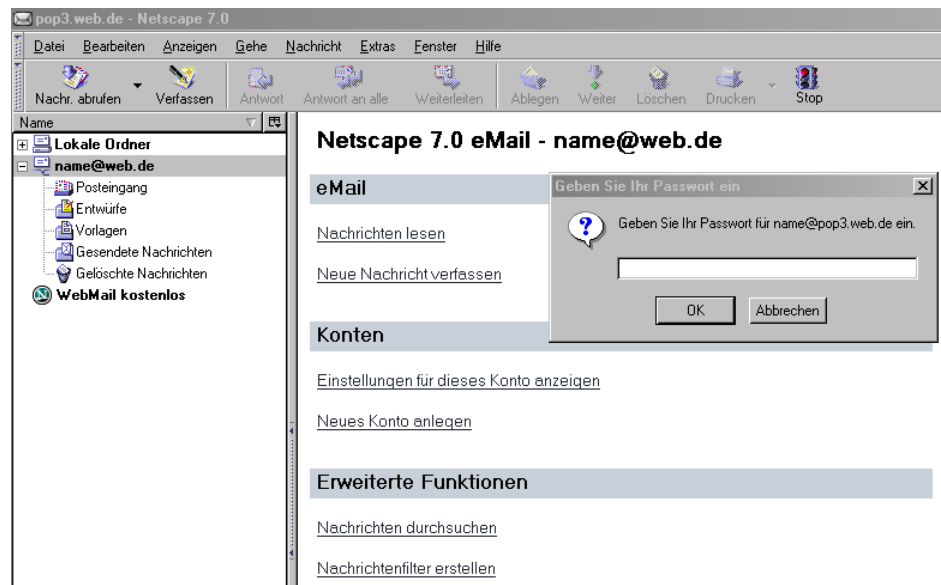 pop3.web.de - Netscape 7.0
Datei Bearbeiten Anzeigen Gehe Nachricht Extras Fenster Hilfe
Nachr. abrufen Verfassen Antwort Antwort an alle Weiterleiten Ablegen Weiter Löschen Drucken Stop
Name
Lokale Ordner
name@web.de
Posteingang
Entwürfe
Vorlagen
Gesendete Nachrichten
Gelöschte Nachrichten
WebMail kostenlos
Netscape 7.0 eMail - name@web.de
eMail
Nachrichten lesen
Neue Nachricht verfassen
Geben Sie Ihr Passwort ein
Geben Sie Ihr Passwort für name@pop3.web.de ein.
OK Abbrechen
Konten
Einstellungen für dieses Konto anzeigen
Neues Konto anlegen
Erweiterte Funktionen
Nachrichten durchsuchen
Nachrichtenfilter erstellen